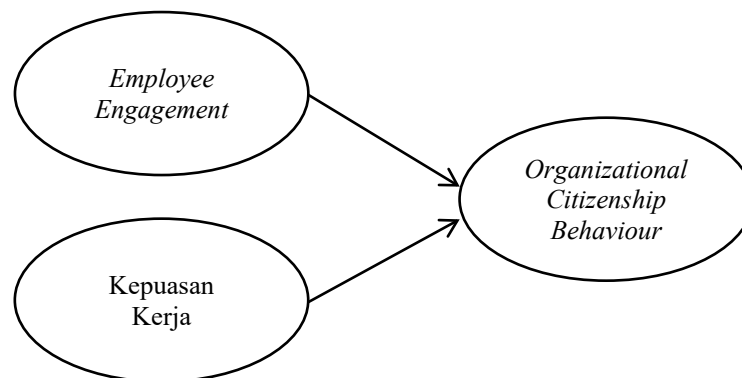 Employee
Engagement
Organizational
Citizenship
Behaviour
Kepuasan
Kerja